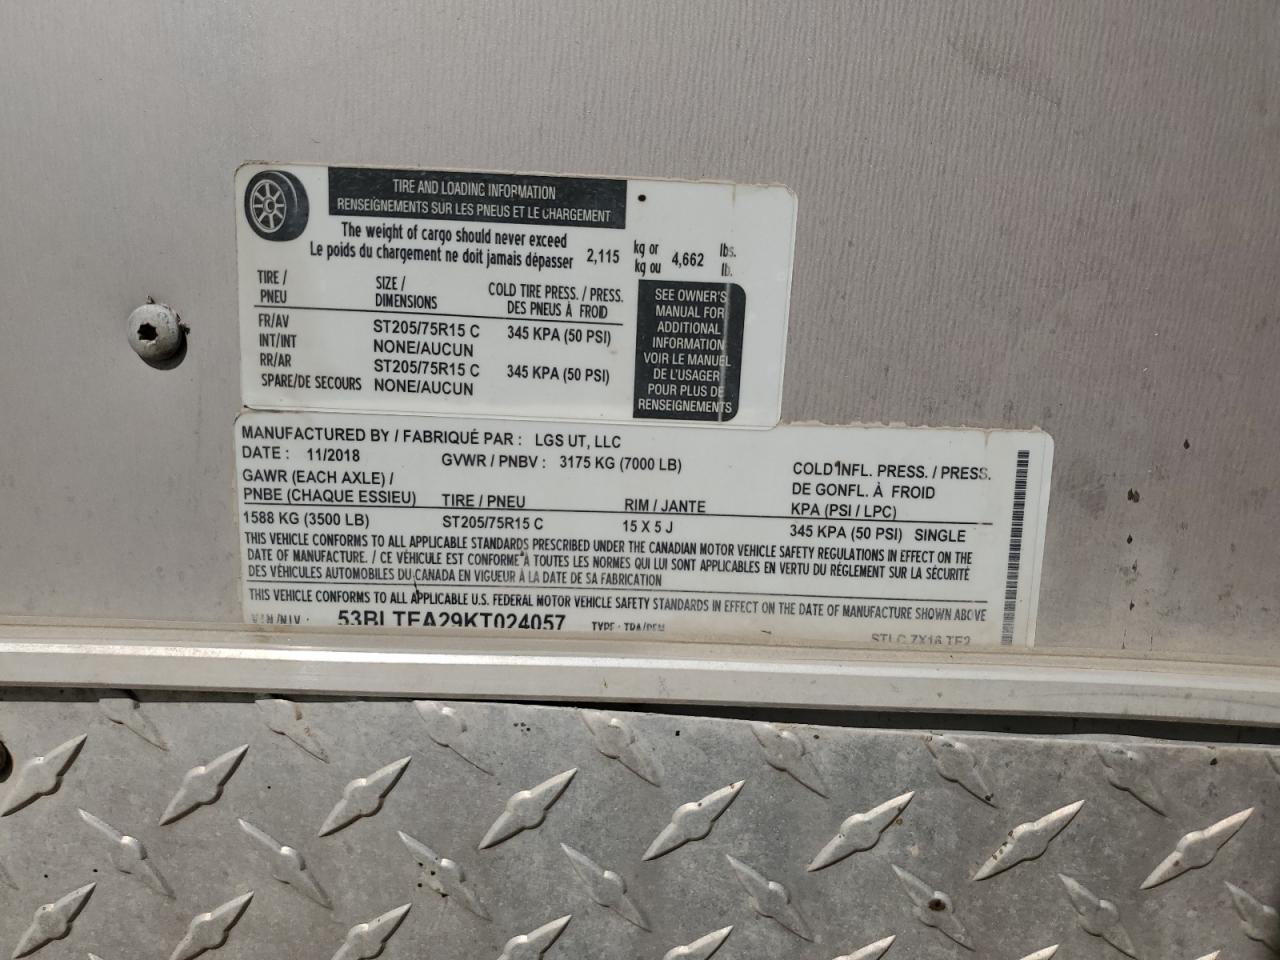 TIRE AND LOADING INFORMATION
RENSEIGNEMENTS SUR LES PNEUS ET LE CHARGEMENT
The weight of cargo should never exceed
Le poids du chargement ne doit jamais dépasser
2,115 kg or kg ou 4,662 lbs. lb.
TIRE / PNEU SIZE / DIMENSIONS COLD TIRE PRESS. / PRESS. DES PNEUS À FROID
FR/AV ST205/75R15 C 345 KPA (50 PSI)
INT/INT NONE/AUCUN
RR/AR ST205/75R15 C 345 KPA (50 PSI)
SPARE/DE SECOURS NONE/AUCUN
SEE OWNER'S
MANUAL FOR
ADDITIONAL
INFORMATION
VOIR LE MANUEL
DE L'USAGER
POUR PLUS DE
RENSEIGNEMENTS
MANUFACTURED BY / FABRIQUÉ PAR : LGS UT, LLC
DATE : 11/2018 GVWR / PNBV : 3175 KG (7000 LB)
GAWR (EACH AXLE) / PNBE (CHAQUE ESSIEU) TIRE / PNEU RIM / JANTE COLD INFL. PRESS. / PRESS. DE GONFL. À FROID KPA (PSI / LPC)
1588 KG (3500 LB) ST205/75R15 C 15 X 5 J 345 KPA (50 PSI) SINGLE
THIS VEHICLE CONFORMS TO ALL APPLICABLE STANDARDS PRESCRIBED UNDER THE CANADIAN MOTOR VEHICLE SAFETY REGULATIONS IN EFFECT ON THE
DATE OF MANUFACTURE. / CE VÉHICULE EST CONFORME À TOUTES LES NORMES QUI LUI SONT APPLICABLES EN VERTU DU RÈGLEMENT SUR LA SÉCURITÉ
DES VÉHICULES AUTOMOBILES DU CANADA EN VIGUEUR À LA DATE DE SA FABRICATION
THIS VEHICLE CONFORMS TO ALL APPLICABLE U.S. FEDERAL MOTOR VEHICLE SAFETY STANDARDS IN EFFECT ON THE DATE OF MANUFACTURE SHOWN ABOVE
VIN/NIV : 53BLTEA29KT024057 TYPE : TRA/REM STLC 7X16 TE2